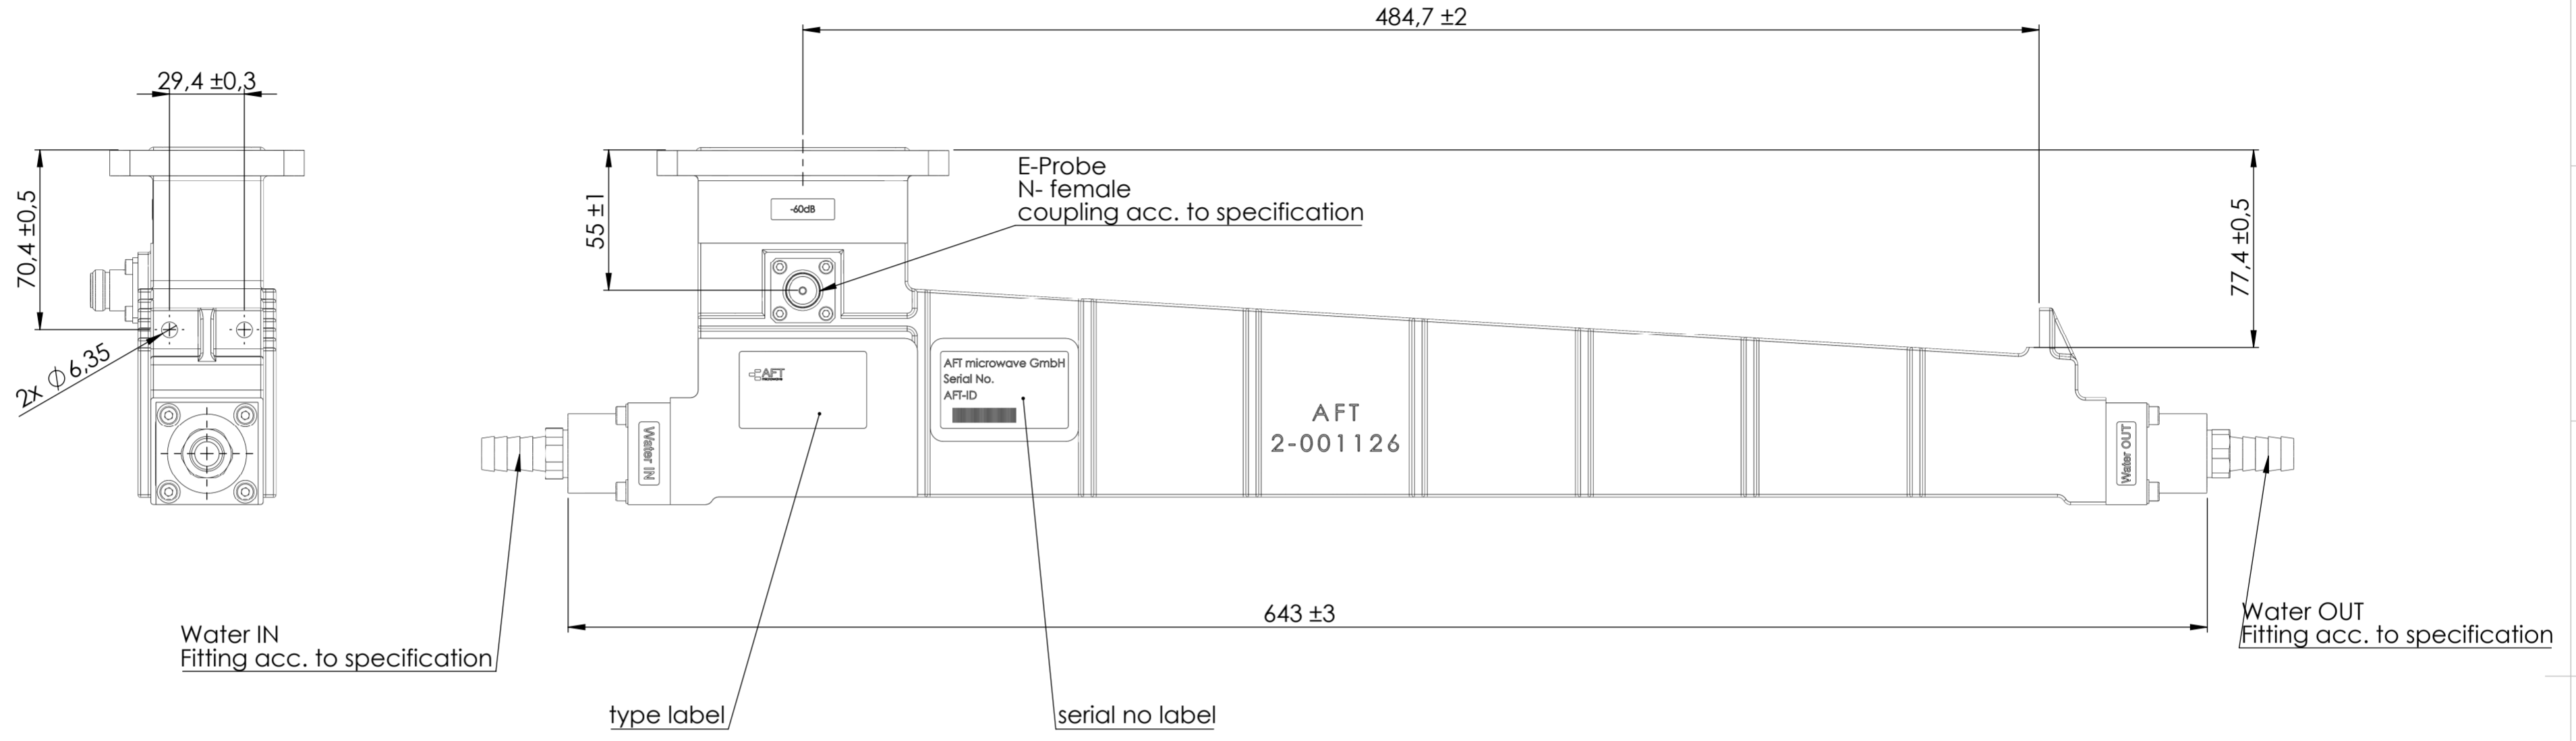 484,7 ±2
29,4 ±0,3
70,4 ±0,5
2x ϕ 6,35
55 ±1
-60dB
E-Probe
N- female
coupling acc. to specification
77,4 ±0,5
AFT
MICROWAVE
AFT microwave GmbH
Serial No.
AFT-ID
AFT
2-001126
Water IN
Water OUT
643 ±3
Water IN
Fitting acc. to specification
Water OUT
Fitting acc. to specification
type label
serial no label